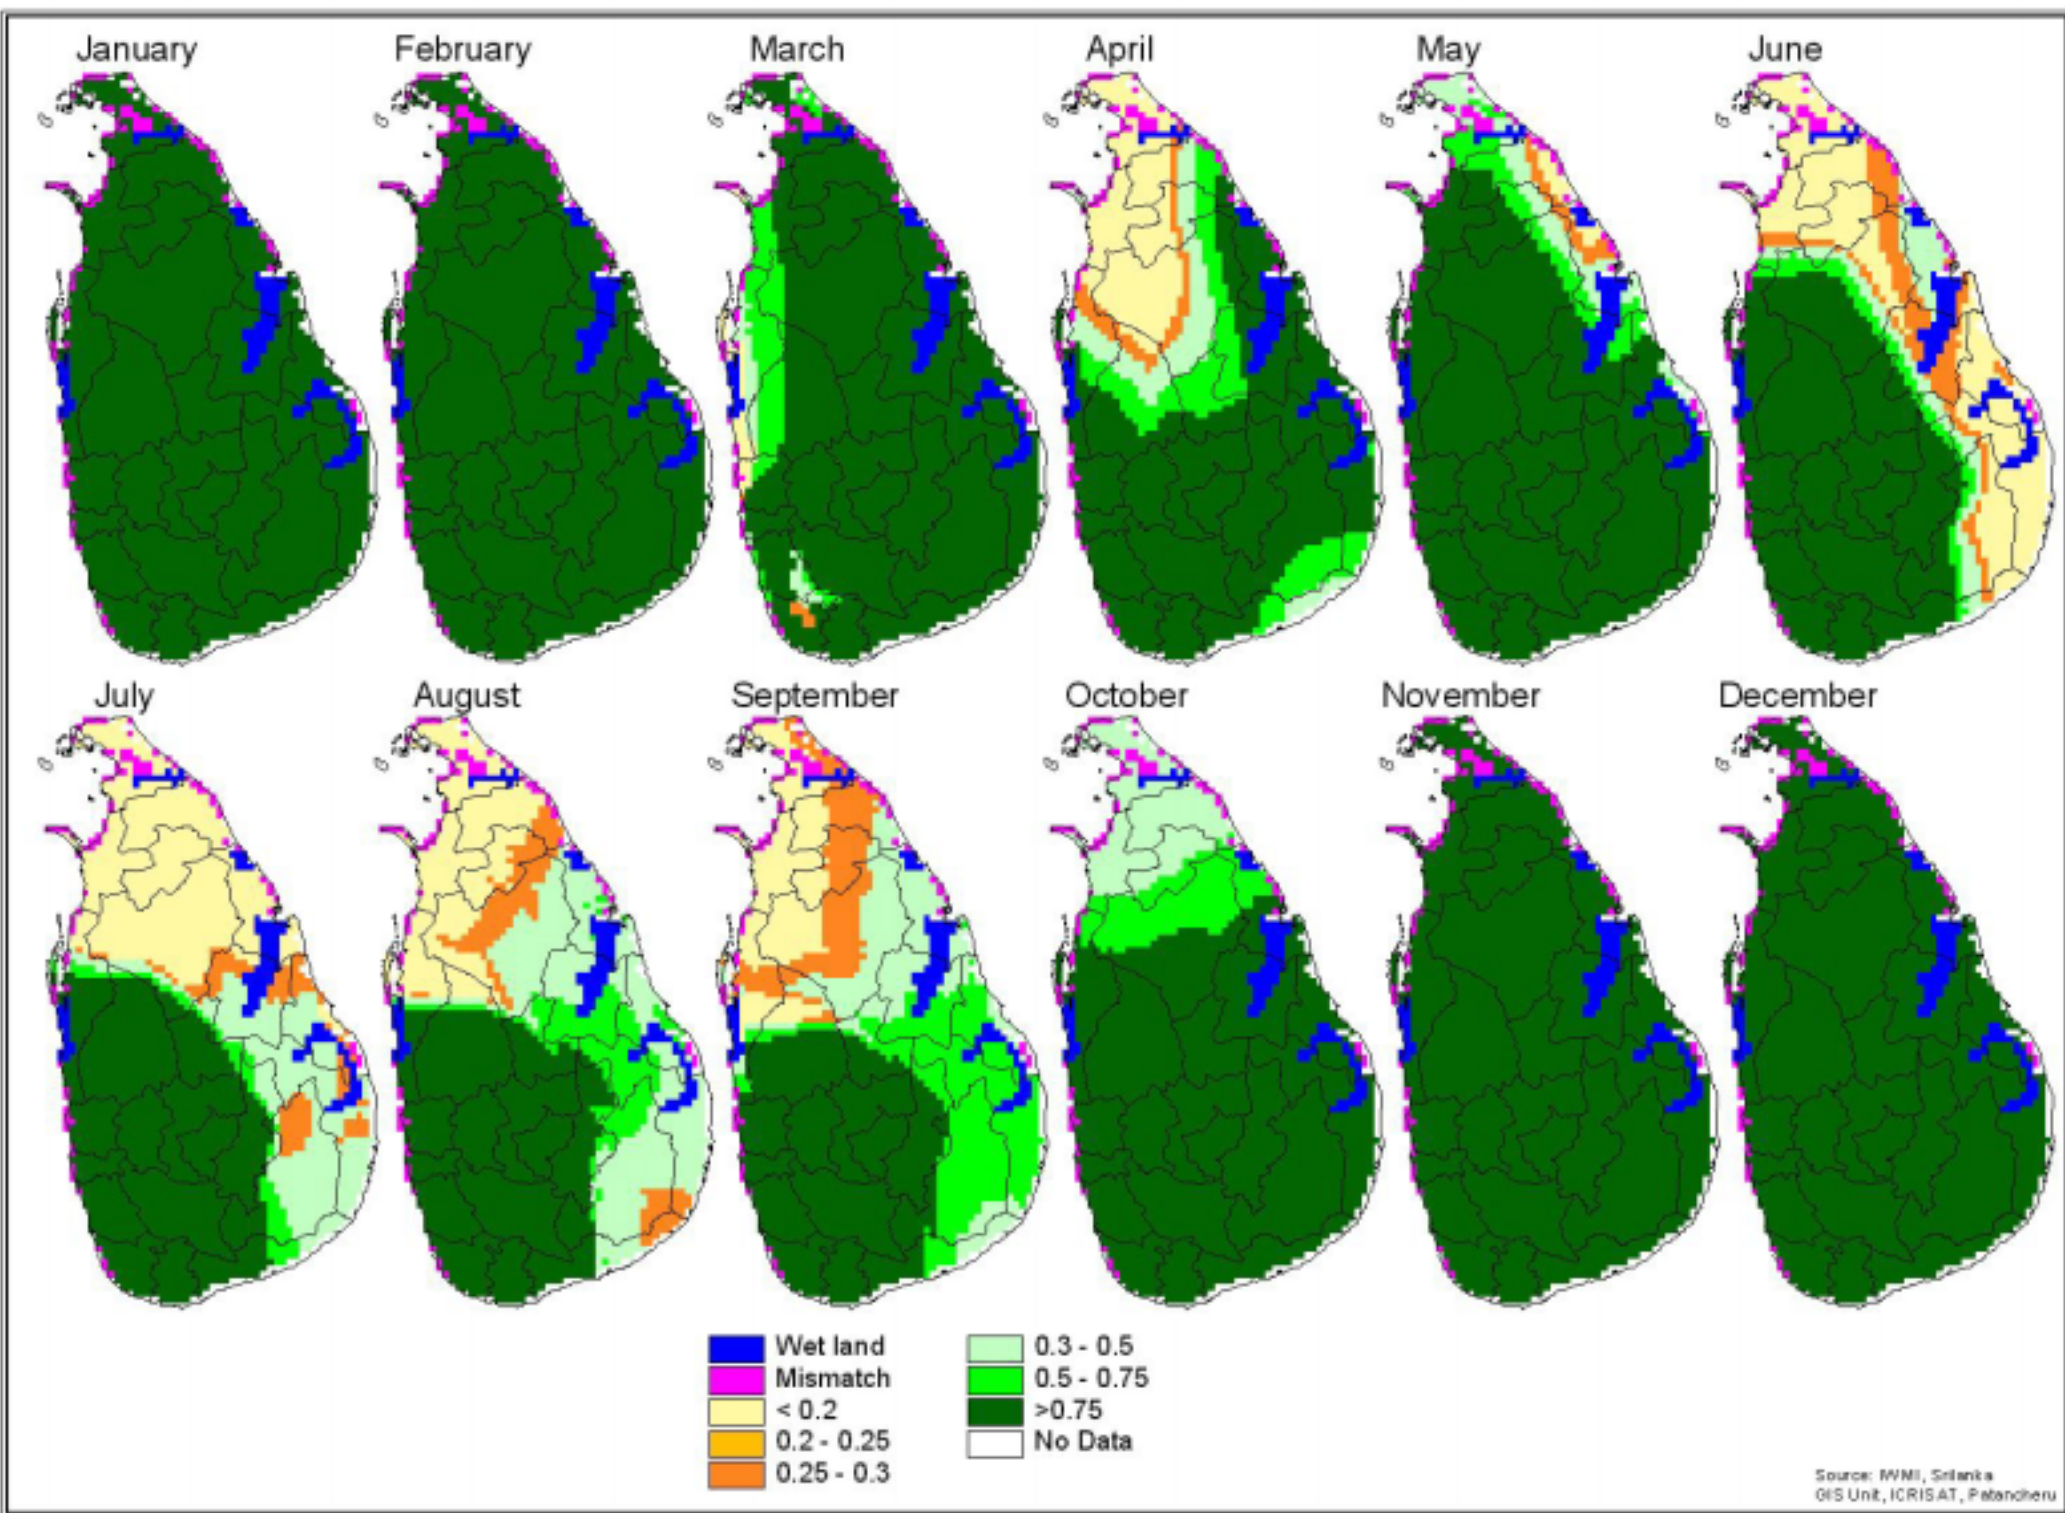 January February March April May June
July August September October November December
Wet land 0.3 - 0.5
Mismatch 0.5 - 0.75
< 0.2 >0.75
0.2 - 0.25 No Data
0.25 - 0.3
Source: IWMI, Srilanka
GIS Unit, ICRISAT, Patancheru